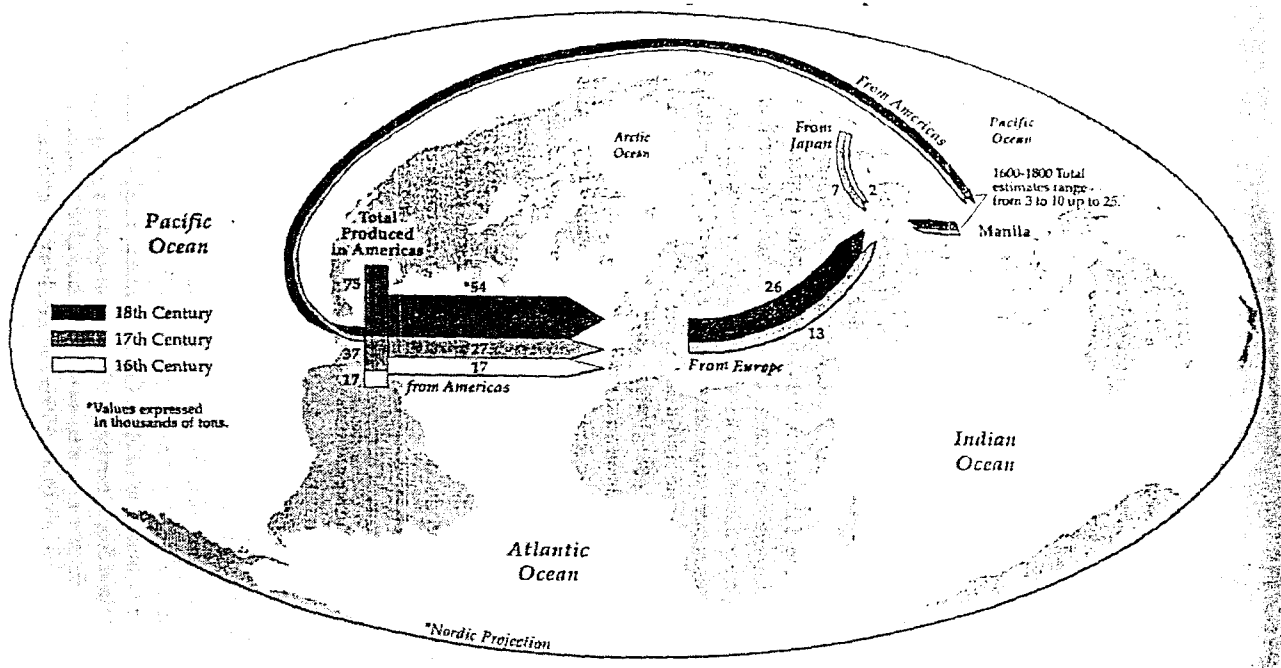 From Americas
Pacific
Ocean
Arctic
Ocean
From
Japan
7
2
1600-1800 Total
estimates range
from 3 to 10 up to 25.
Manila
Pacific
Ocean
Total
Produced
in Americas
75
*54
37
27
17
17
from Americas
26
13
From Europe
18th Century
17th Century
16th Century
*Values expressed
in thousands of tons.
Indian
Ocean
Atlantic
Ocean
*Nordic Projection